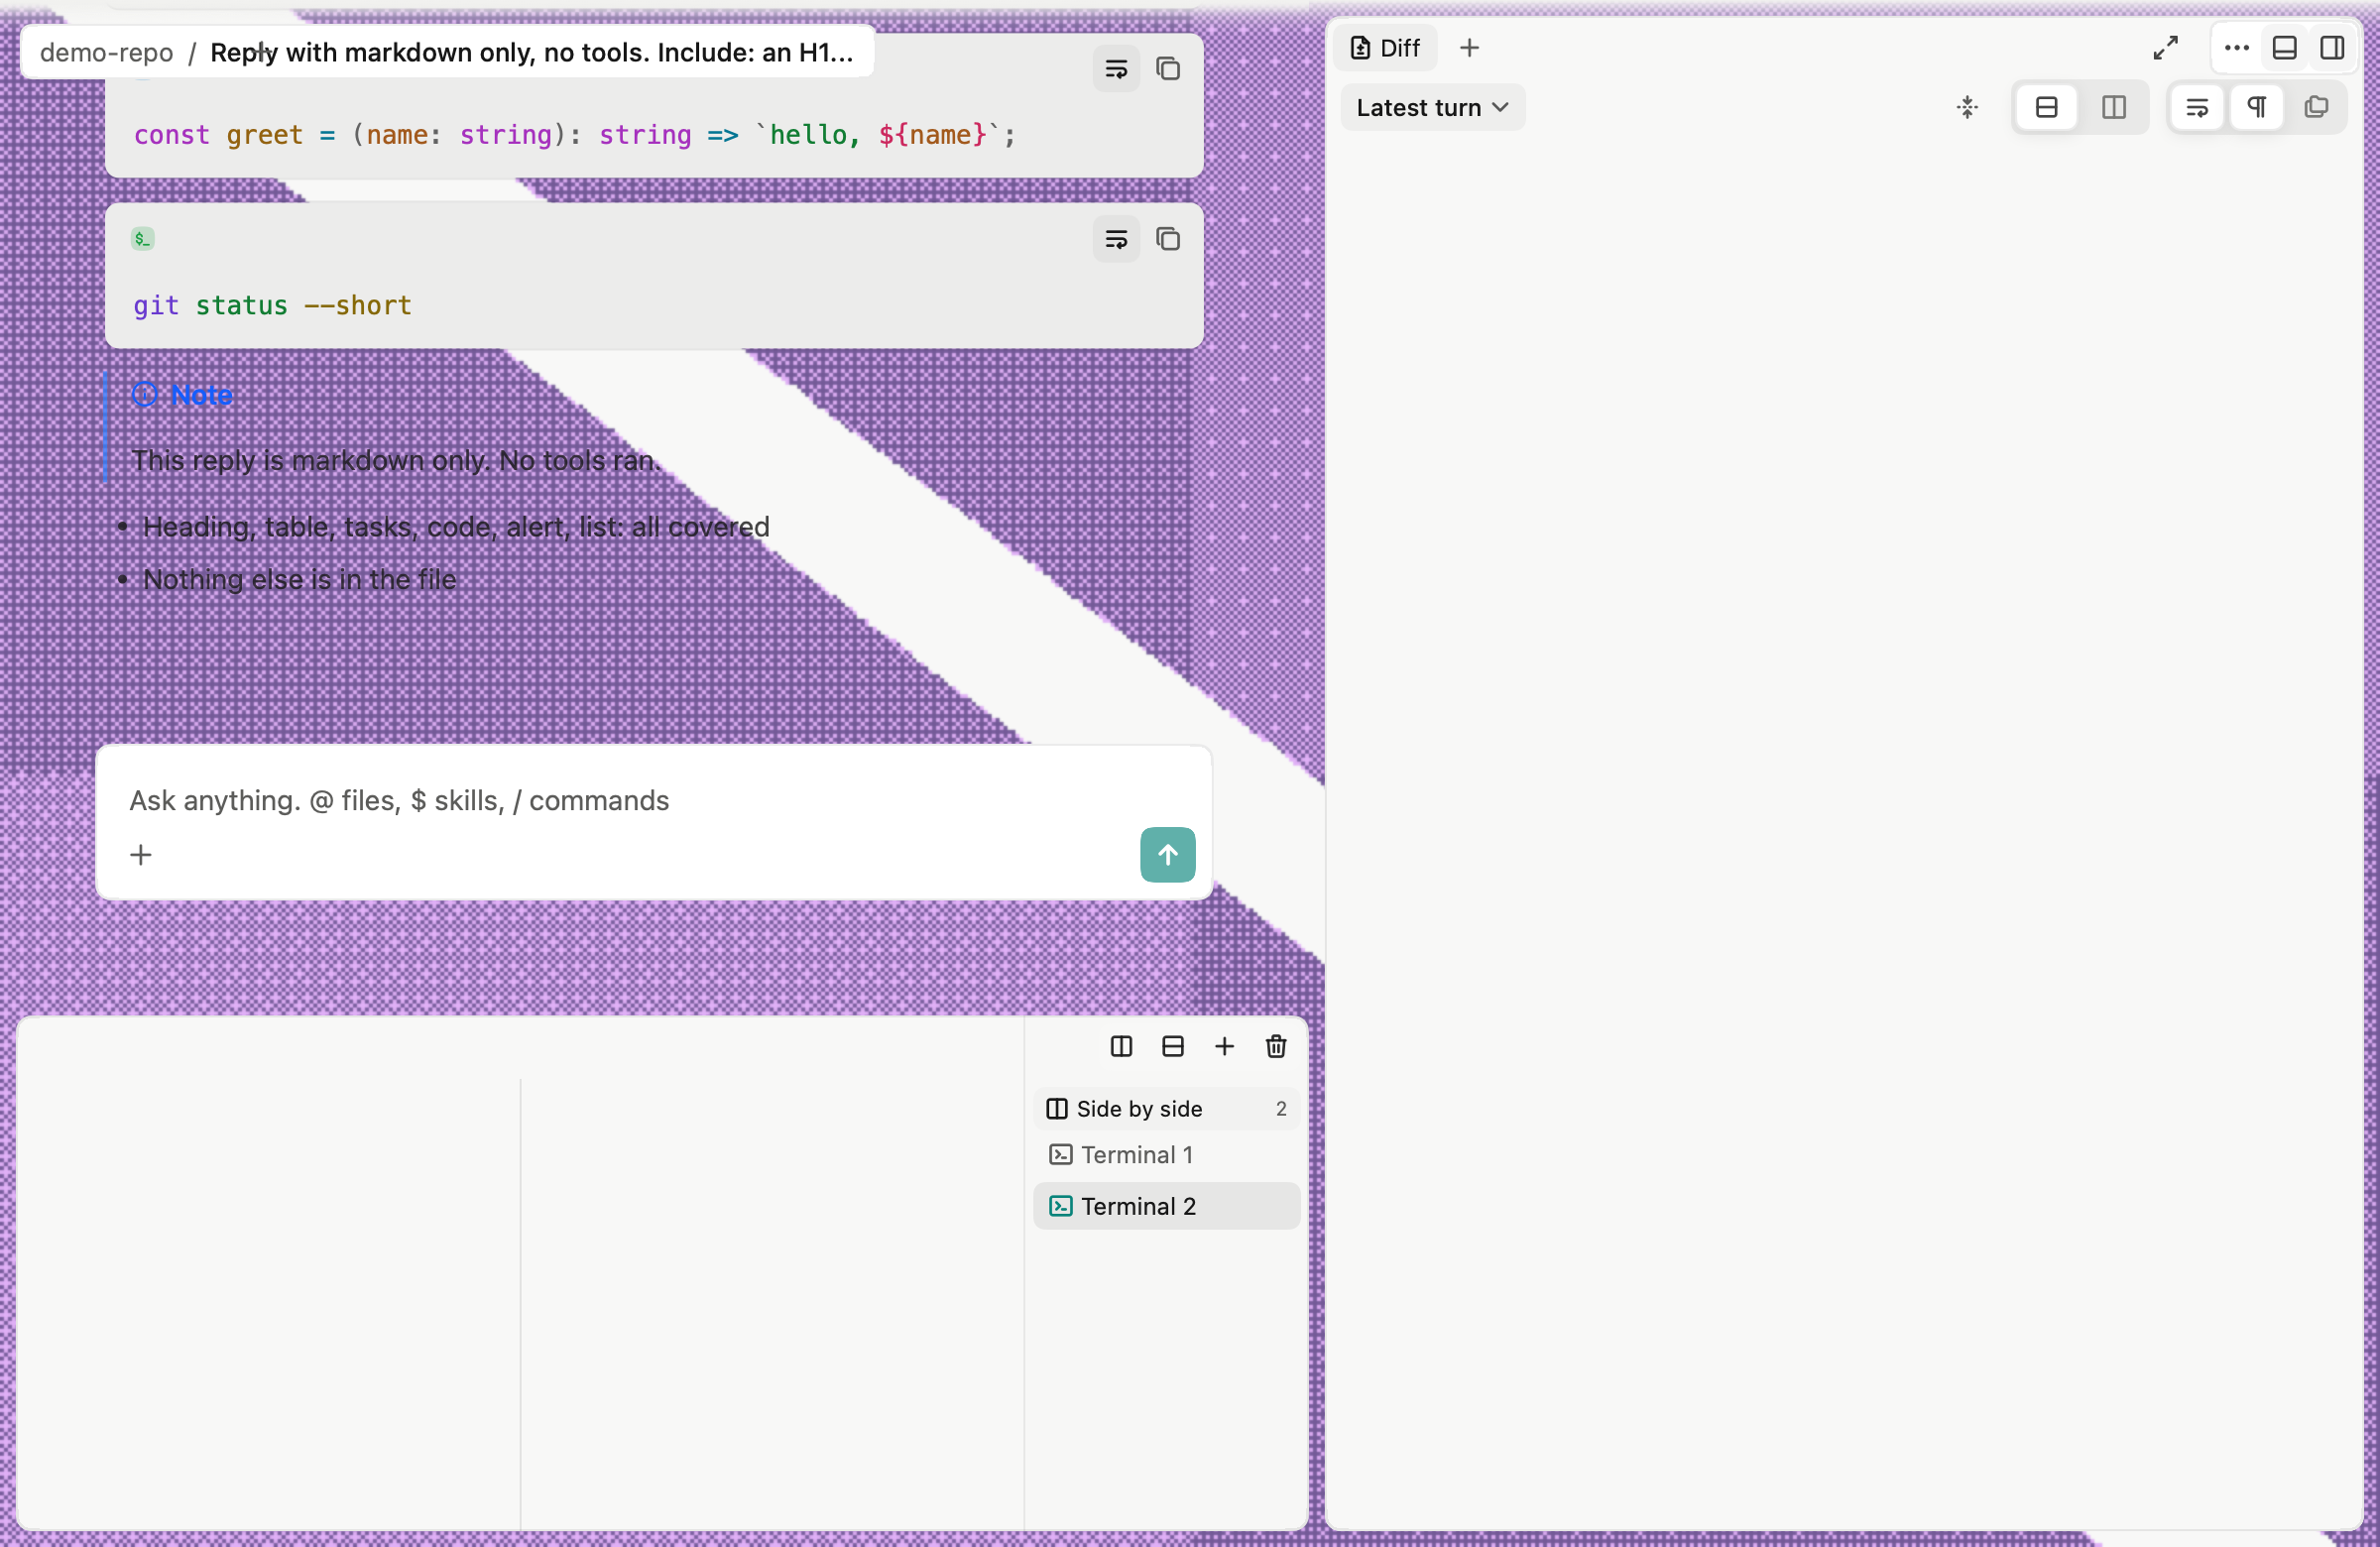 demo-repo / Reply with markdown only, no tools. Include: an H1...
const greet = (name: string): string => `hello, ${name}`;
$_
git status --short
Note
This reply is markdown only. No tools ran.
• Heading, table, tasks, code, alert, list: all covered
• Nothing else is in the file
Ask anything. @ files, $ skills, / commands
Side by side 2
Terminal 1
Terminal 2
Diff
Latest turn